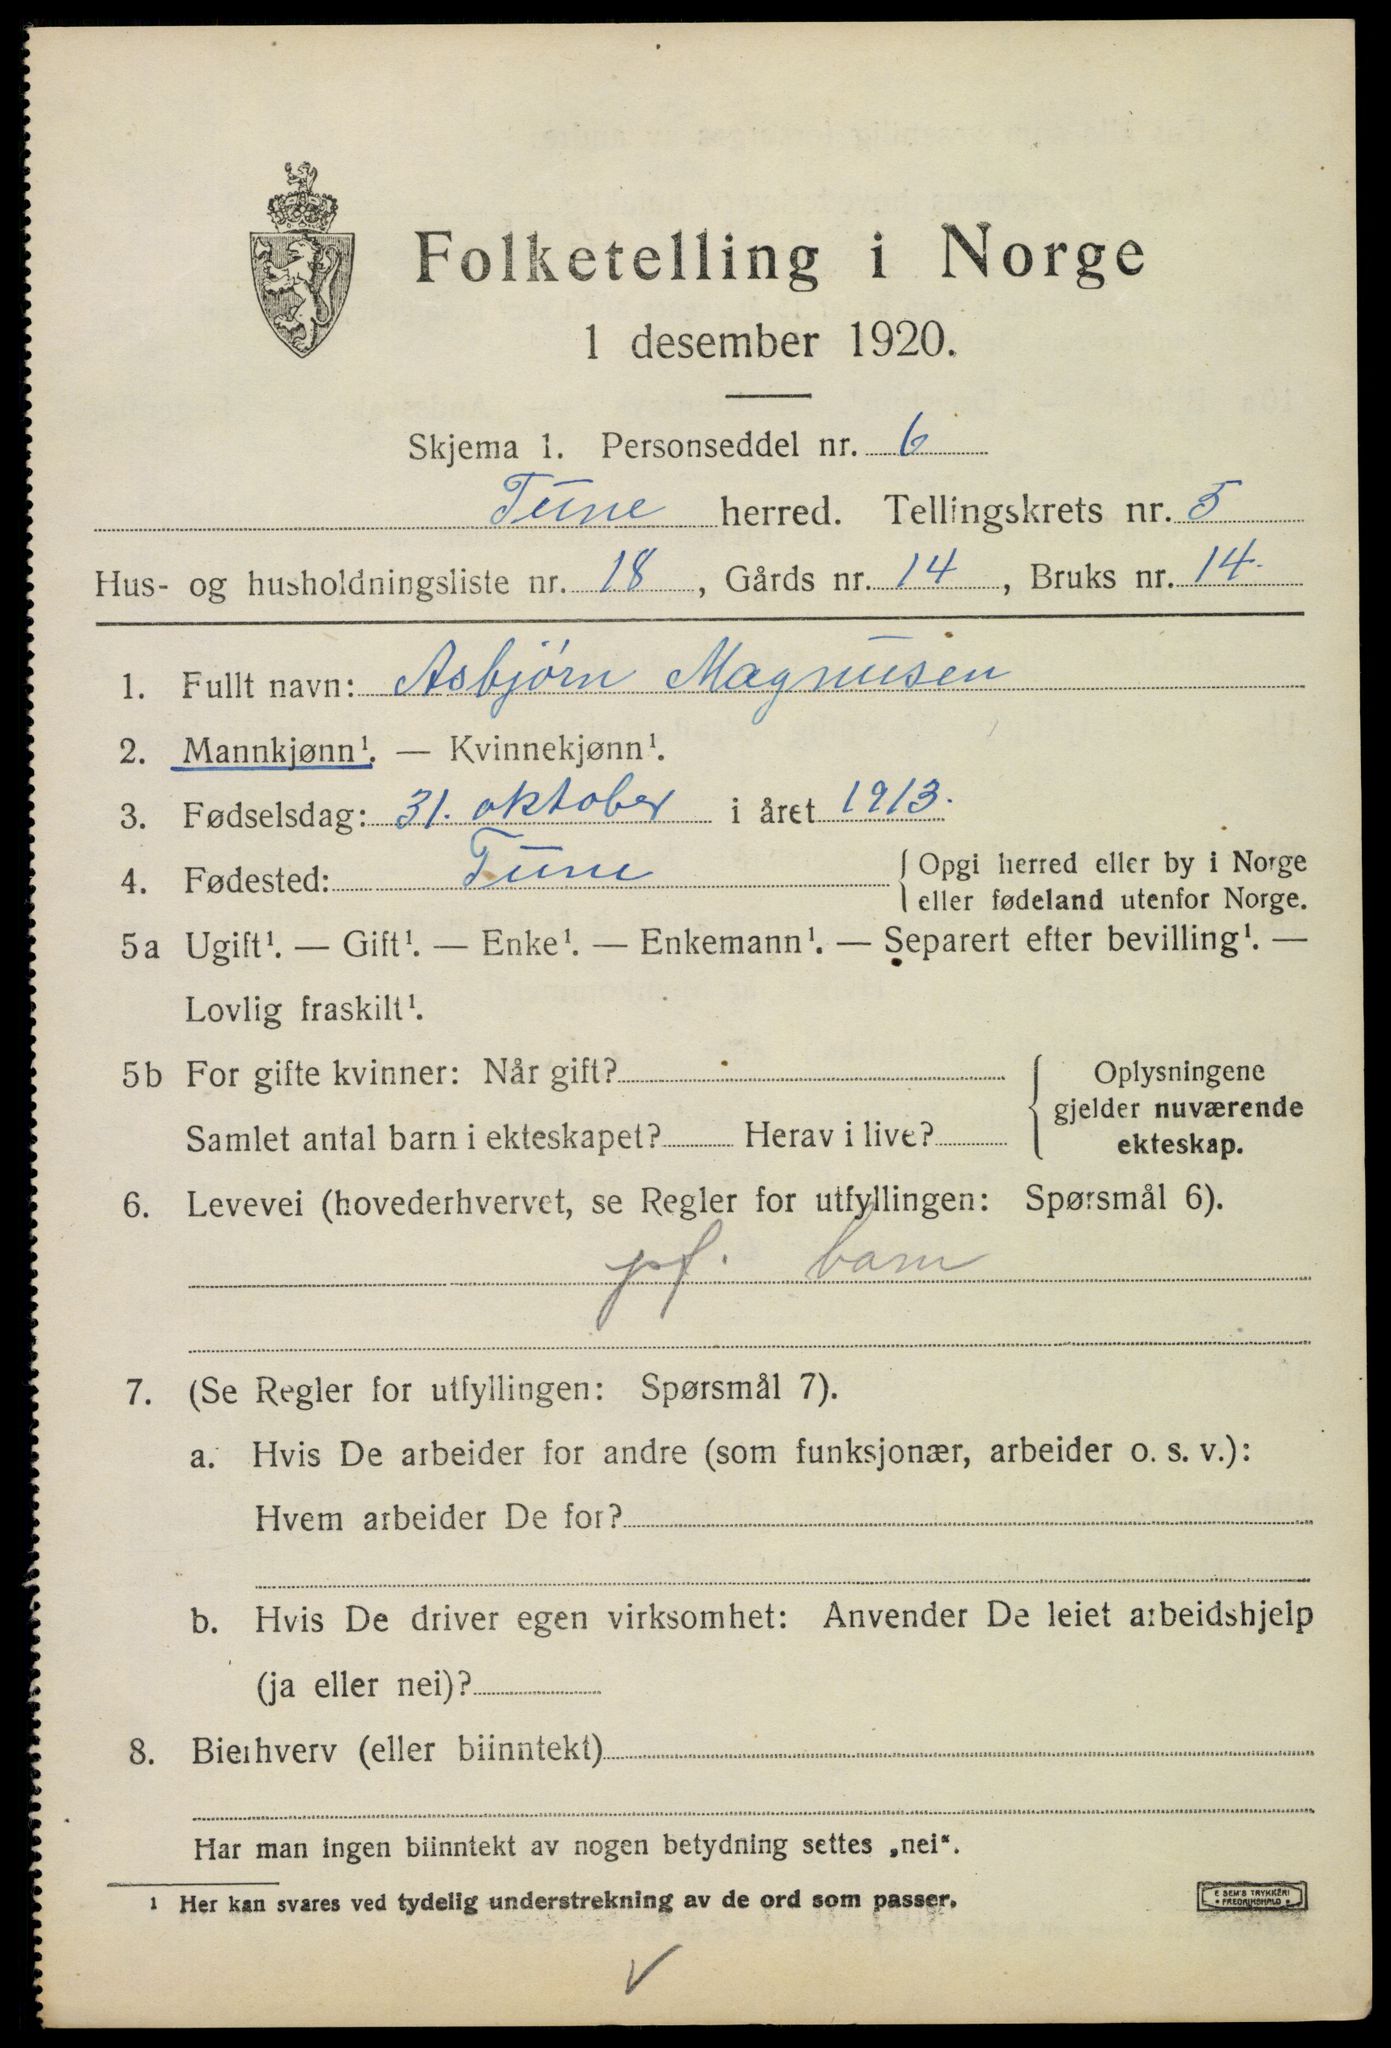 Folketelling i Norge
1 desember 1920.
Skjema 1. Personseddel nr. 6
Tune herred. Tellingskrets nr. 5
Hus- og husholdningsliste nr. 18, Gårds nr. 14, Bruks nr. 14.
1. Fullt navn: Asbjørn Magnusen
2. Mannkjønn¹. — Kvinnekjønn¹.
3. Fødselsdag: 31. oktober i året 1913.
4. Fødested: Tune { Opgi herred eller by i Norge
eller fødeland utenfor Norge.
5a Ugift¹. — Gift¹. — Enke¹. — Enkemann¹. — Separert efter bevilling¹. —
Lovlig fraskilt¹.
5b For gifte kvinner: Når gift?
Samlet antal barn i ekteskapet? Herav i live?
{ Oplysningene
gjelder nuværende
ekteskap.
6. Levevei (hovederhvervet, se Regler for utfyllingen: Spørsmål 6).
pf. barn
7. (Se Regler for utfyllingen: Spørsmål 7).
a. Hvis De arbeider for andre (som funksjonær, arbeider o. s. v.):
Hvem arbeider De for?
b. Hvis De driver egen virksomhet: Anvender De leiet arbeidshjelp
(ja eller nei)?
8. Bierhverv (eller biinntekt)
Har man ingen biinntekt av nogen betydning settes „nei“.
¹ Her kan svares ved tydelig understrekning av de ord som passer.
E SEM'S TRYKKERI
FREDRIKSHALD